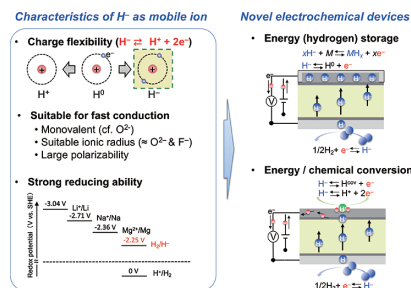 Characteristics of H⁻ as mobile ion
• Charge flexibility (H⁻ ⇌ H⁺ + 2e⁻)
e⁻
H⁺ H⁰ H⁻
• Suitable for fast conduction
• Monovalent (cf. O²⁻)
• Suitable ionic radius (≈ O²⁻ & F⁻)
• Large polarizability
• Strong reducing ability
Redox potential (V vs. SHE)
-3.04 V Li⁺/Li
-2.71 V Na⁺/Na
-2.36 V Mg²⁺/Mg
-2.25 V H₂/H⁻
0 V H⁺/H₂
Novel electrochemical devices
• Energy (hydrogen) storage
xH⁻ + M ⇌ MHₓ + xe⁻
H⁻ ⇌ H⁰ + e⁻
V
H H H H H
H H H
1/2H₂+ e⁻ ⇌ H⁻
• Energy / chemical conversion
H⁻ ⇌ H⁺ + 2e⁻
V
H
H H H
1/2H₂+ e⁻ ⇌ H⁻